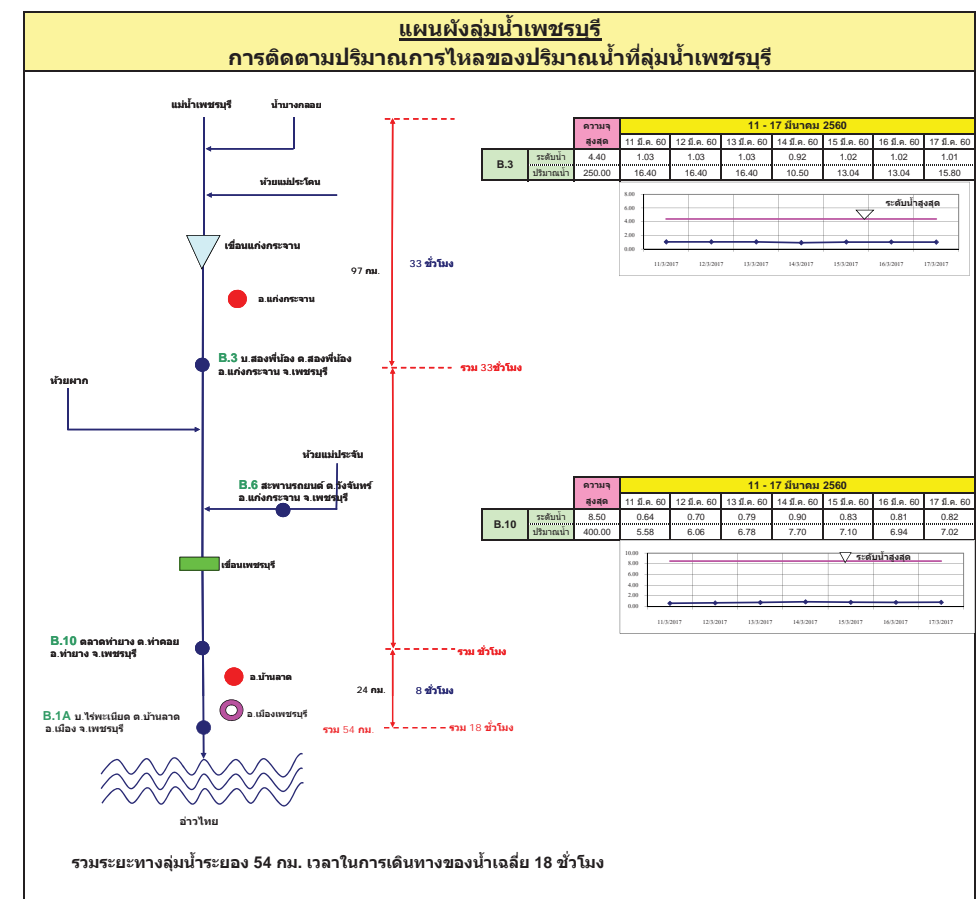 แผนผังลุ่มน้ำเพชรบุรี
การติดตามปริมาณการไหลของปริมาณน้ำที่ลุ่มน้ำเพชรบุรี
แม่น้ำเพชรบุรี
น้ำบางกลอย
ห้วยแม่ประโดน
เขื่อนแก่งกระจาน
97 กม.
33 ชั่วโมง
อ.แก่งกระจาน
B.3 บ.สองพี่น้อง ต.สองพี่น้อง
อ.แก่งกระจาน จ.เพชรบุรี
รวม 33ชั่วโมง
ห้วยผาก
ห้วยแม่ประจัน
B.6 สะพานรถยนต์ ต.วังจันทร์
อ.แก่งกระจาน จ.เพชรบุรี
เขื่อนเพชรบุรี
B.10 ตลาดท่ายาง ต.ท่าคอย
อ.ท่ายาง จ.เพชรบุรี
รวม ชั่วโมง
อ.บ้านลาด
24 กม.
8 ชั่วโมง
อ.เมืองเพชรบุรี
B.1A บ.ไร่พะเนียด ต.บ้านลาด
อ.เมือง จ.เพชรบุรี
รวม 54 กม.
รวม 18 ชั่วโมง
อ่าวไทย
รวมระยะทางลุ่มน้ำระยอง 54 กม. เวลาในการเดินทางของน้ำเฉลี่ย 18 ชั่วโมง
ความจุ 11 - 17 มีนาคม 2560
สูงสุด 11 มี.ค. 60 12 มี.ค. 60 13 มี.ค. 60 14 มี.ค. 60 15 มี.ค. 60 16 มี.ค. 60 17 มี.ค. 60
B.3
ระดับน้ำ 4.40 1.03 1.03 1.03 0.92 1.02 1.02 1.01
ปริมาณน้ำ 250.00 16.40 16.40 16.40 10.50 13.04 13.04 15.80
8.00
6.00
4.00
2.00
0.00
ระดับน้ำสูงสุด
11/3/2017 12/3/2017 13/3/2017 14/3/2017 15/3/2017 16/3/2017 17/3/2017
ความจุ 11 - 17 มีนาคม 2560
สูงสุด 11 มี.ค. 60 12 มี.ค. 60 13 มี.ค. 60 14 มี.ค. 60 15 มี.ค. 60 16 มี.ค. 60 17 มี.ค. 60
B.10
ระดับน้ำ 8.50 0.64 0.70 0.79 0.90 0.83 0.81 0.82
ปริมาณน้ำ 400.00 5.58 6.06 6.78 7.70 7.10 6.94 7.02
10.00
8.00
6.00
4.00
2.00
0.00
ระดับน้ำสูงสุด
11/3/2017 12/3/2017 13/3/2017 14/3/2017 15/3/2017 16/3/2017 17/3/2017